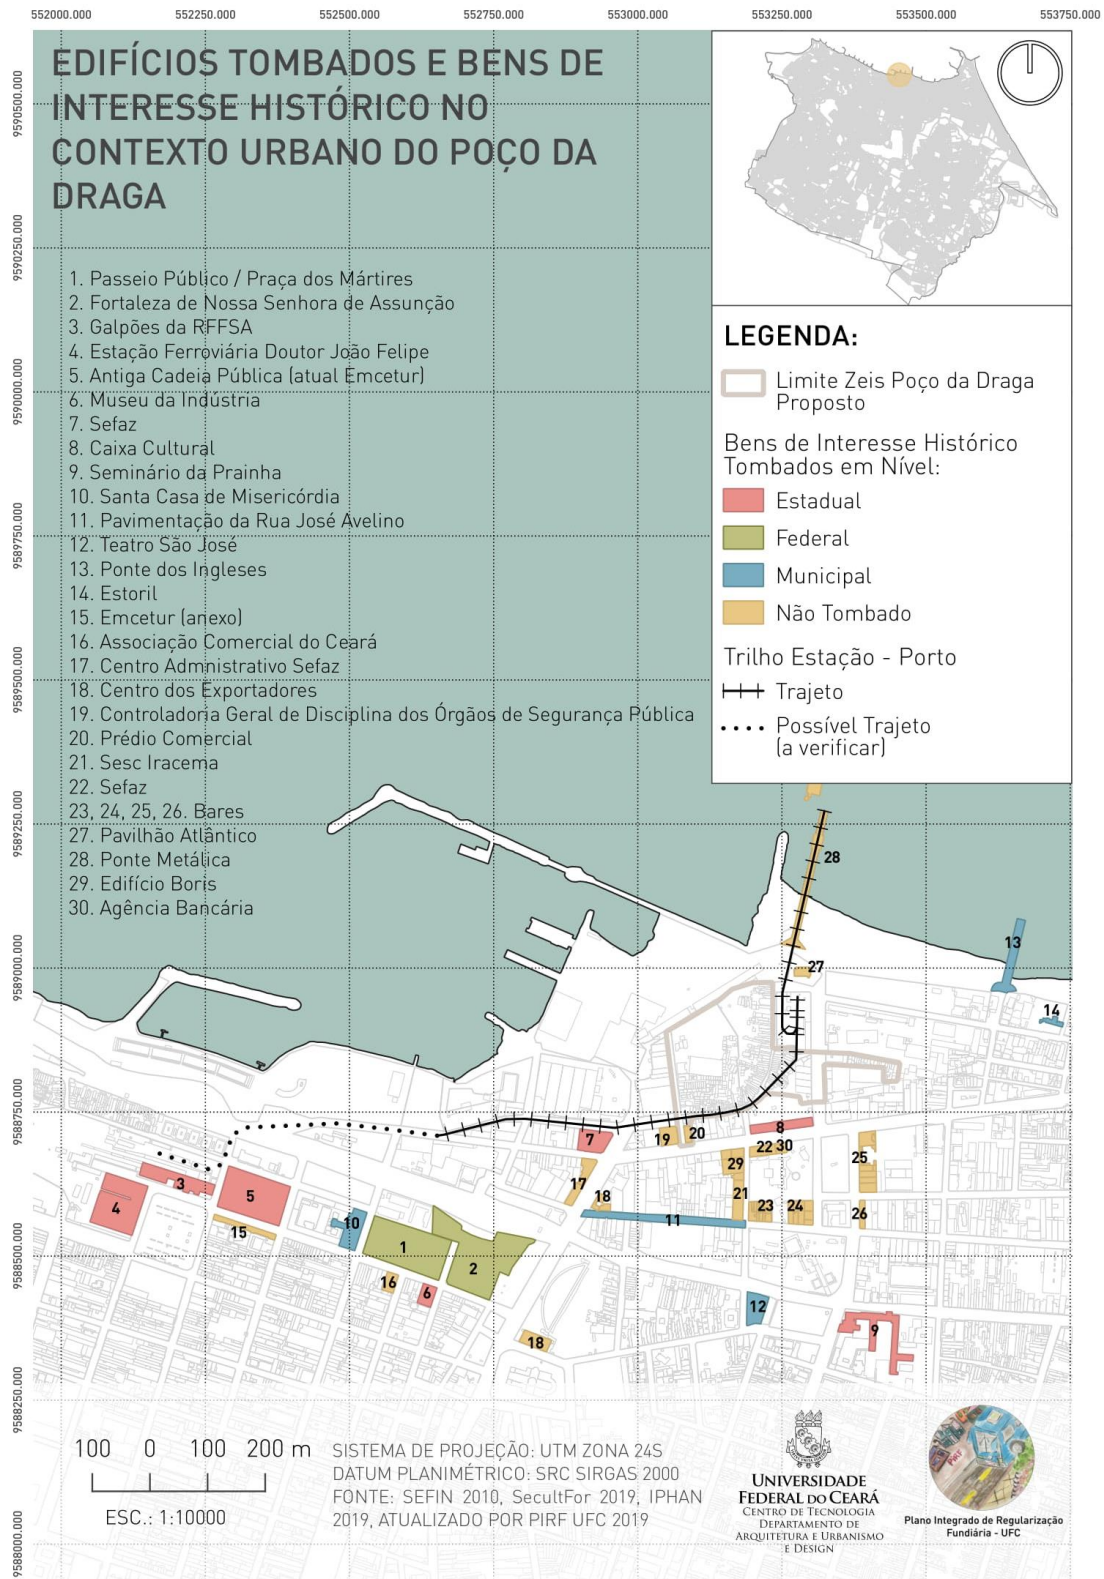 552000.000 552250.000 552500.000 552750.000 553000.000 553250.000 553500.000 553750.000
9590500.000
9590250.000
9590000.000
9589750.000
9589500.000
9589250.000
9589000.000
9588750.000
9588500.000
9588250.000
9588000.000
EDIFÍCIOS TOMBADOS E BENS DE
INTERESSE HISTÓRICO NO
CONTEXTO URBANO DO POÇO DA
DRAGA
1. Passeio Público / Praça dos Mártires
2. Fortaleza de Nossa Senhora de Assunção
3. Galpões da RFFSA
4. Estação Ferroviária Doutor João Felipe
5. Antiga Cadeia Pública (atual Emcetur)
6. Museu da Indústria
7. Sefaz
8. Caixa Cultural
9. Seminário da Prainha
10. Santa Casa de Misericórdia
11. Pavimentação da Rua José Avelino
12. Teatro São José
13. Ponte dos Ingleses
14. Estoril
15. Emcetur (anexo)
16. Associação Comercial do Ceará
17. Centro Admnistrativo Sefaz
18. Centro dos Exportadores
19. Controladoria Geral de Disciplina dos Órgãos de Segurança Pública
20. Prédio Comercial
21. Sesc Iracema
22. Sefaz
23, 24, 25, 26. Bares
27. Pavilhão Atlântico
28. Ponte Metálica
29. Edifício Boris
30. Agência Bancária
LEGENDA:
Limite Zeis Poço da Draga
Proposto
Bens de Interesse Histórico
Tombados em Nível:
Estadual
Federal
Municipal
Não Tombado
Trilho Estação - Porto
Trajeto
Possível Trajeto
(a verificar)
28
13
27
14
8
7
19
20
22
30
25
29
3
17
5
21
18
23
24
26
4
10
11
15
1
2
16
6
12
9
18
100 0 100 200 m
ESC.: 1:10000
SISTEMA DE PROJEÇÃO: UTM ZONA 24S
DATUM PLANIMÉTRICO: SRC SIRGAS 2000
FONTE: SEFIN 2010, SecultFor 2019, IPHAN
2019, ATUALIZADO POR PIRF UFC 2019
UNIVERSIDADE
FEDERAL DO CEARÁ
CENTRO DE TECNOLOGIA
DEPARTAMENTO DE
ARQUITETURA E URBANISMO
E DESIGN
PIRF
Plano Integrado de Regularização
Fundiária - UFC